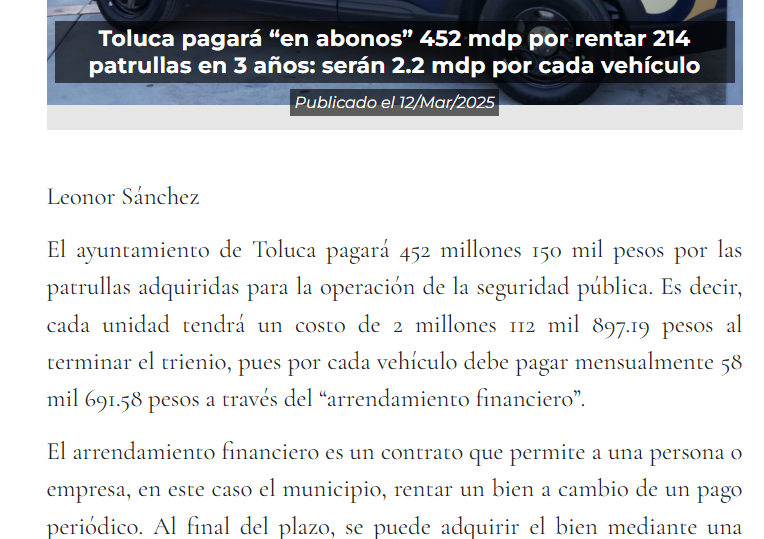 Toluca pagará “en abonos” 452 mdp por rentar 214
patrullas en 3 años: serán 2.2 mdp por cada vehículo
Publicado el 12/Mar/2025
Leonor Sánchez
El ayuntamiento de Toluca pagará 452 millones 150 mil pesos por las
patrullas adquiridas para la operación de la seguridad pública. Es decir,
cada unidad tendrá un costo de 2 millones 112 mil 897.19 pesos al
terminar el trienio, pues por cada vehículo debe pagar mensualmente 58
mil 691.58 pesos a través del “arrendamiento financiero”.
El arrendamiento financiero es un contrato que permite a una persona o
empresa, en este caso el municipio, rentar un bien a cambio de un pago
periódico. Al final del plazo, se puede adquirir el bien mediante una